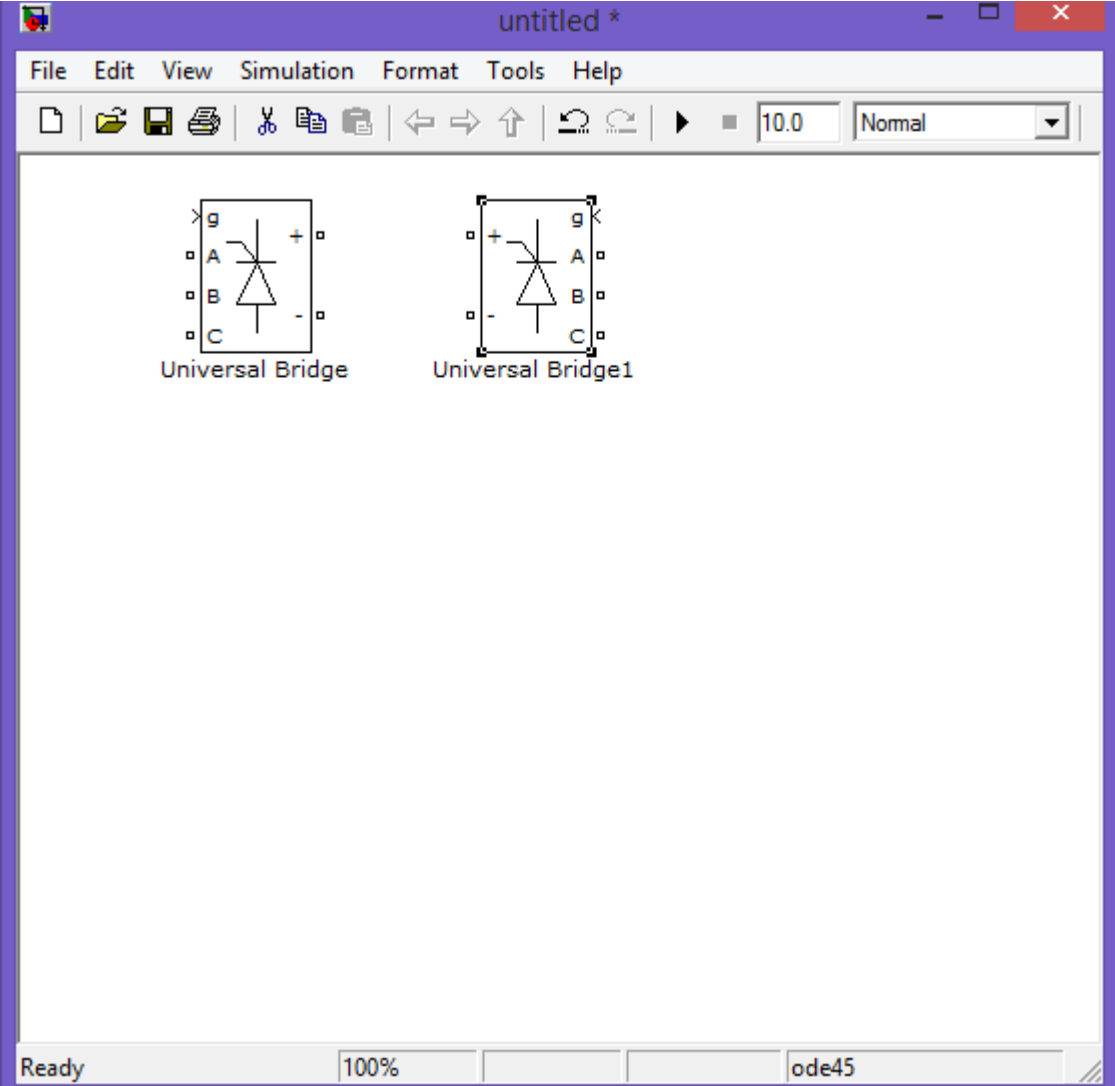 untitled *
File Edit View Simulation Format Tools Help
10.0 Normal
g + A B - C
+ g A - B C
Universal Bridge Universal Bridge1
Ready 100% ode45